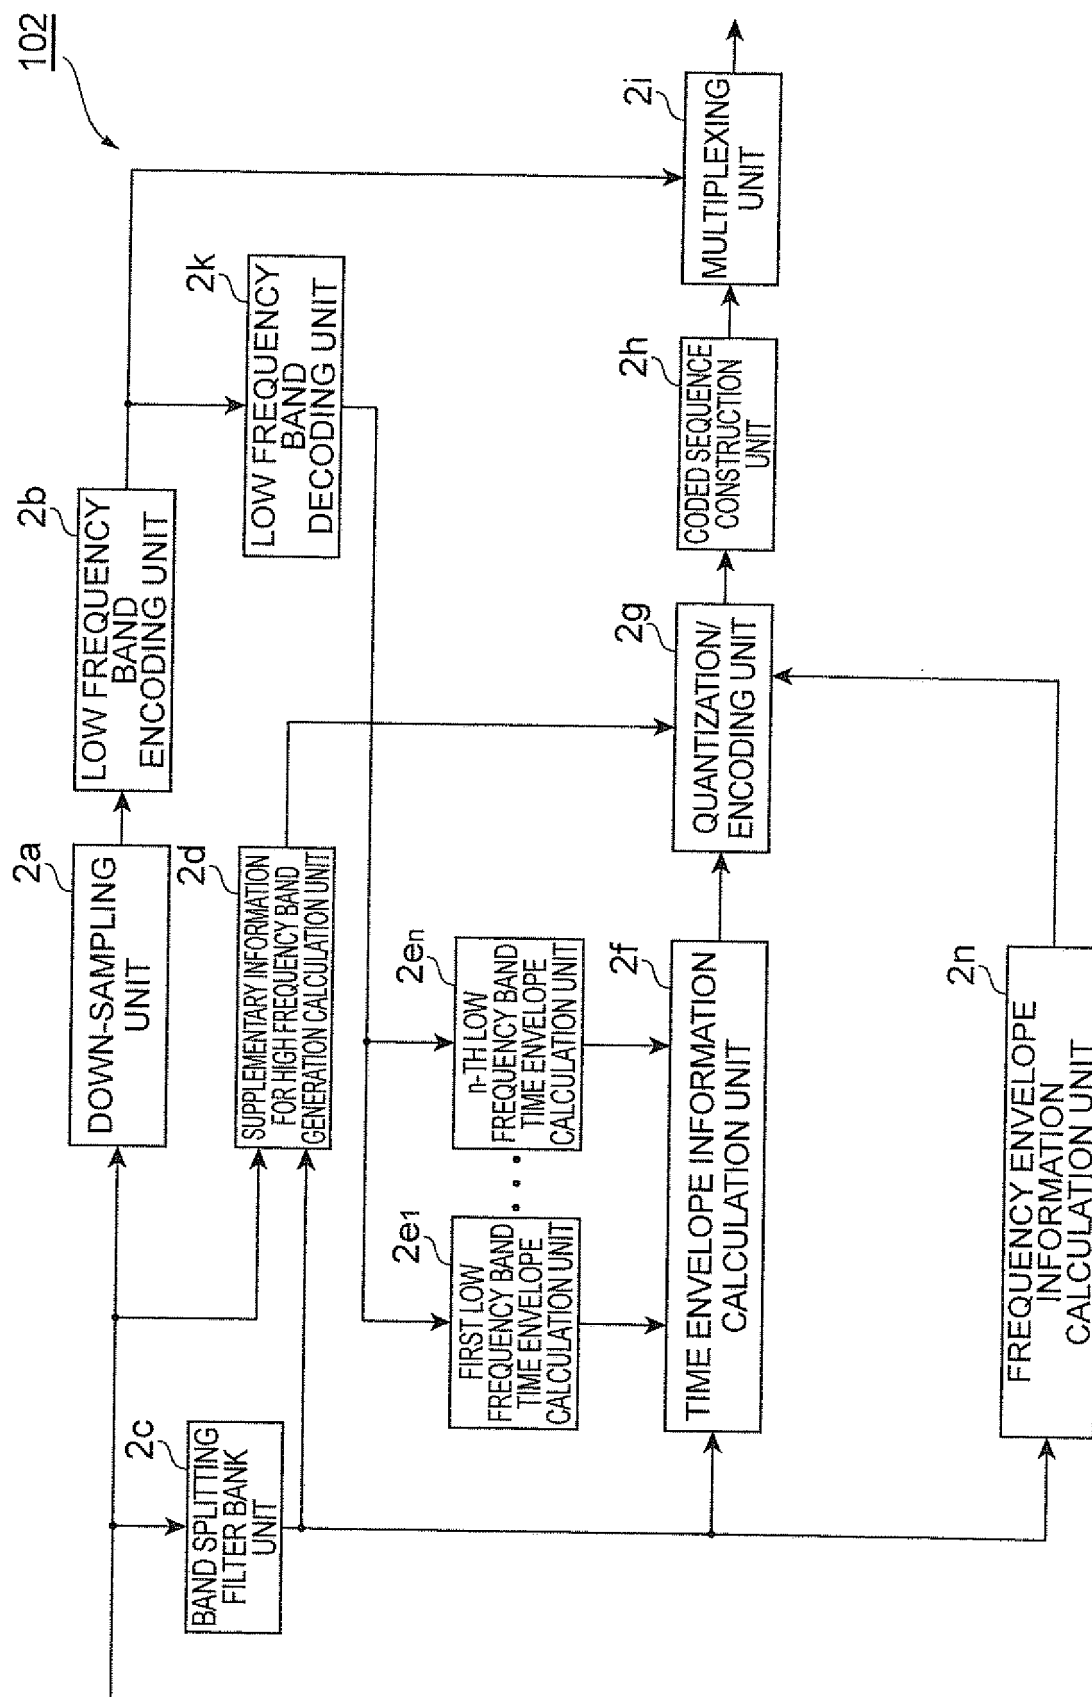 102
2a
DOWN-SAMPLING
UNIT
2b
LOW FREQUENCY
BAND
ENCODING UNIT
2k
LOW FREQUENCY
BAND
DECODING UNIT
2c
BAND SPLITTING
FILTER BANK
UNIT
2d
SUPPLEMENTARY INFORMATION
FOR HIGH FREQUENCY BAND
GENERATION CALCULATION UNIT
2e1
FIRST LOW
FREQUENCY BAND
TIME ENVELOPE
CALCULATION UNIT
• • •
2en
n-TH LOW
FREQUENCY BAND
TIME ENVELOPE
CALCULATION UNIT
2f
TIME ENVELOPE INFORMATION
CALCULATION UNIT
2g
QUANTIZATION/
ENCODING UNIT
2h
CODED SEQUENCE
CONSTRUCTION
UNIT
2i
MULTIPLEXING
UNIT
2n
FREQUENCY ENVELOPE
INFORMATION
CALCULATION UNIT